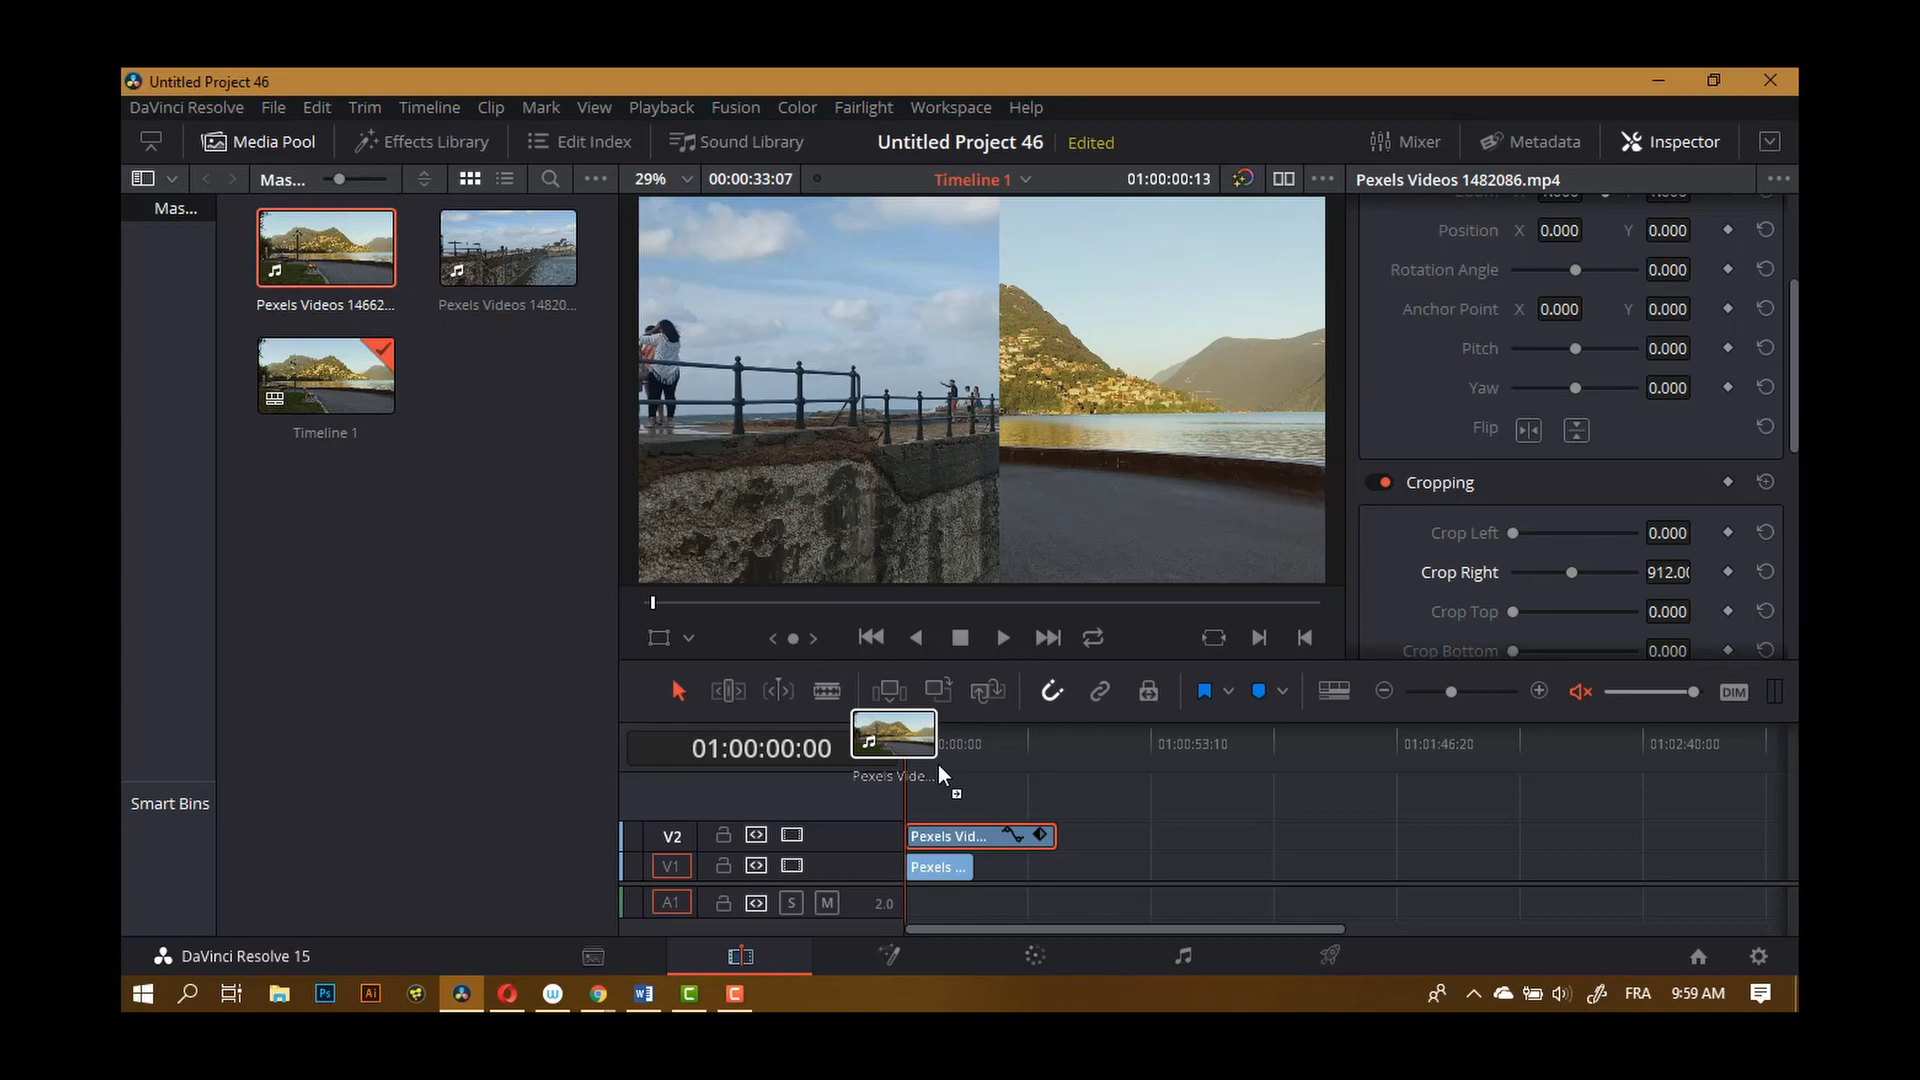 Untitled Project 46
DaVinci Resolve File Edit Trim Timeline Clip Mark View Playback Fusion Color Fairlight Workspace Help
Media Pool Effects Library Edit Index Sound Library Untitled Project 46 Edited Mixer Metadata Inspector
Mas... 29% 00:00:33:07 Timeline 1 01:00:00:13 Pexels Videos 1482086.mp4
Mas...
Position X 0.000 Y 0.000
Rotation Angle 0.000
Pexels Videos 14662... Pexels Videos 14820...
Anchor Point X 0.000 Y 0.000
Pitch 0.000
Yaw 0.000
Flip
Timeline 1
Cropping
Crop Left 0.000
Crop Right 912.0
Crop Top 0.000
Crop Bottom 0.000
DIM
01:00:00:00 0:00:00 01:00:53:10 01:01:46:20 01:02:40:00
Pexels Vide...
Smart Bins
V2 Pexels Vid...
V1 Pexels ...
A1 S M 2.0
DaVinci Resolve 15
Ps Ai w W C C FRA 9:59 AM